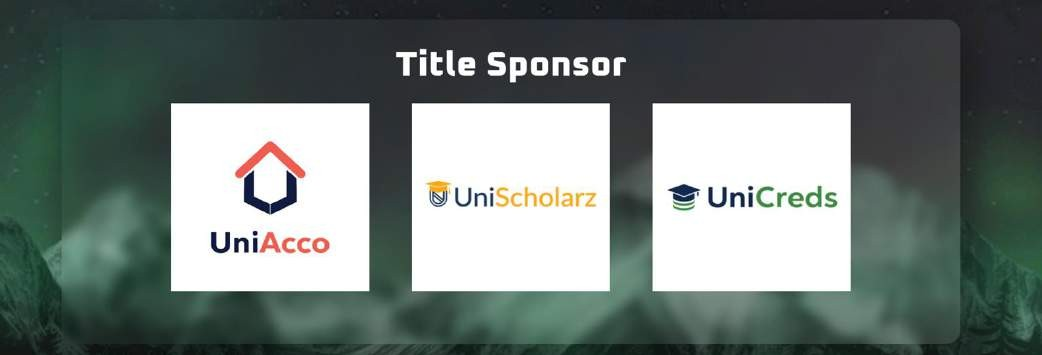 Title Sponsor
UniAcco
UniScholarz
UniCreds